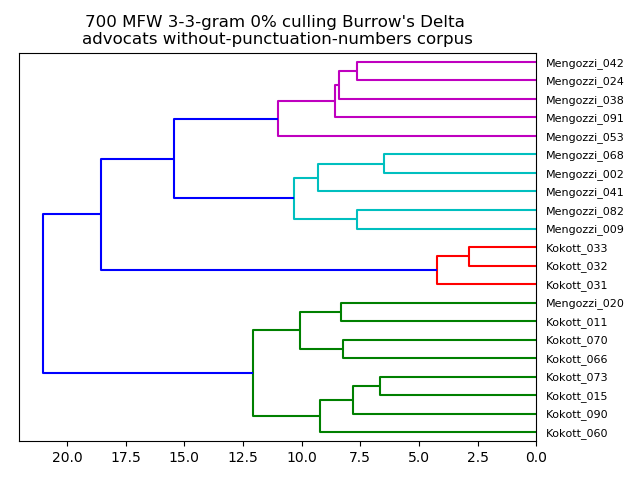 700 MFW 3-3-gram 0% culling Burrow's Delta
advocats without-punctuation-numbers corpus
Mengozzi_042
Mengozzi_024
Mengozzi_038
Mengozzi_091
Mengozzi_053
Mengozzi_068
Mengozzi_002
Mengozzi_041
Mengozzi_082
Mengozzi_009
Kokott_033
Kokott_032
Kokott_031
Mengozzi_020
Kokott_011
Kokott_070
Kokott_066
Kokott_073
Kokott_015
Kokott_090
Kokott_060
20.0 17.5 15.0 12.5 10.0 7.5 5.0 2.5 0.0